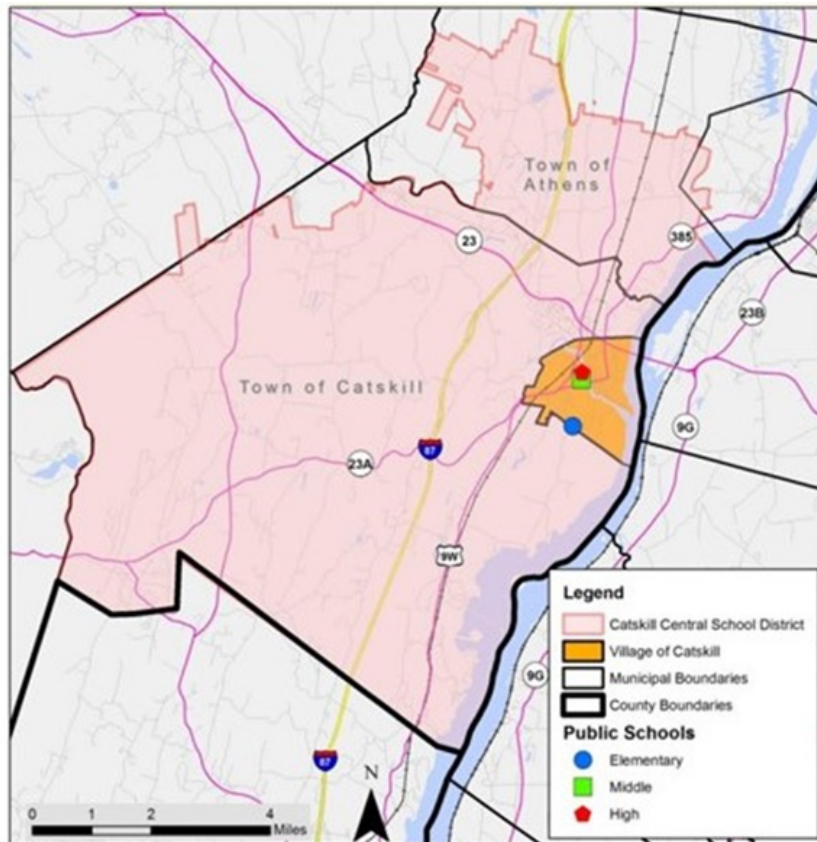 Town of
Athens
23
385
23B
Town of Catskill
9G
87
23A
9W
Legend
Catskill Central School District
Village of Catskill
Municipal Boundaries
County Boundaries
Public Schools
Elementary
Middle
High
9G
87
N
0 1 2 4
Miles